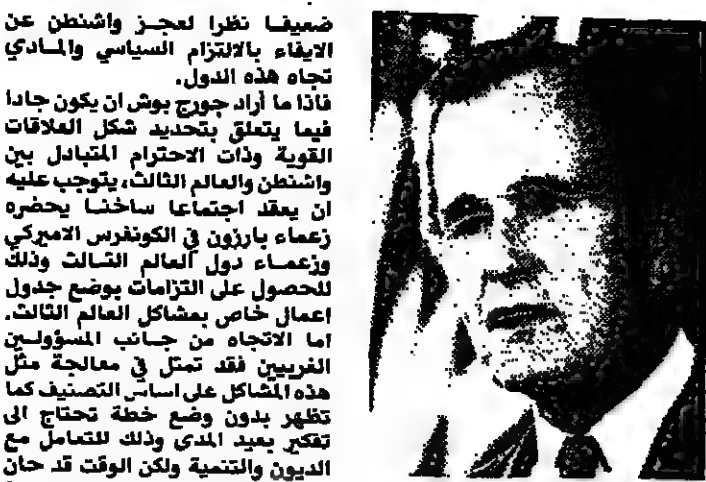 ضعيفا نظرا لعجز واشنطن عن
الايفاء بالالتزام السياسي والمادي
تجاه هذه الدول.
فاذا ما أراد جورج بوش ان يكون جادا
فيما يتعلق بتحديد شكل العلاقات
القوية وذات الاحترام المتبادل بين
واشنطن والعالم الثالث، يتوجب عليه
ان يعقد اجتماعا ساخنا يحضره
زعماء بارزون في الكونغرس الاميركي
وزعماء دول العالم الثالث وذلك
للحصول على التزامات بوضع جدول
اعمال خاص بمشاكل العالم الثالث.
اما الاتجاه من جانب المسؤولين
الغربيين فقد تمثل في معالجة مثل
هذه المشاكل على اساس التصنيف كما
تظهر بدون وضع خطة تحتاج الى
تفكير بعيد المدى وذلك للتعامل مع
الديون والتنمية ولكن الوقت قد حان